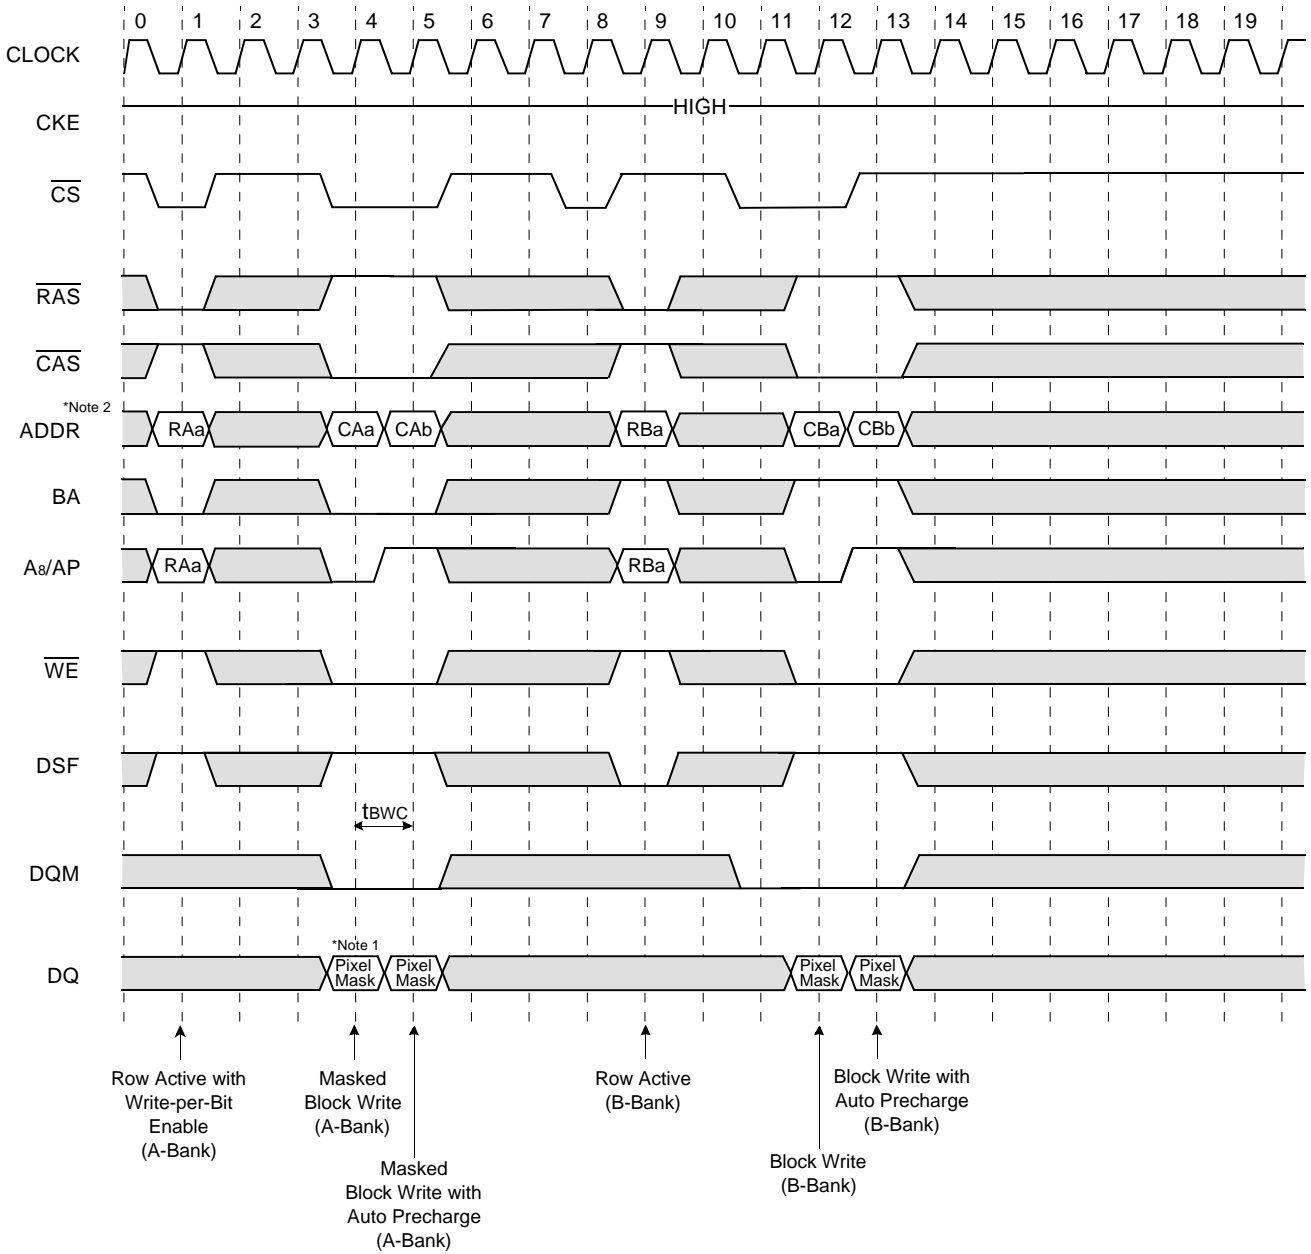 0 1 2 3 4 5 6 7 8 9 10 11 12 13 14 15 16 17 18 19
CLOCK
HIGH
CKE
CS
RAS
CAS
*Note 2
ADDR RAa CAa CAb RBa CBa CBb
BA
A8/AP RAa RBa
WE
DSF
tBWC
DQM
*Note 1
DQ
Pixel
Mask
Pixel
Mask
Pixel
Mask
Pixel
Mask
Row Active with
Write-per-Bit
Enable
(A-Bank)
Masked
Block Write
(A-Bank)
Masked
Block Write with
Auto Precharge
(A-Bank)
Row Active
(B-Bank)
Block Write
(B-Bank)
Block Write with
Auto Precharge
(B-Bank)